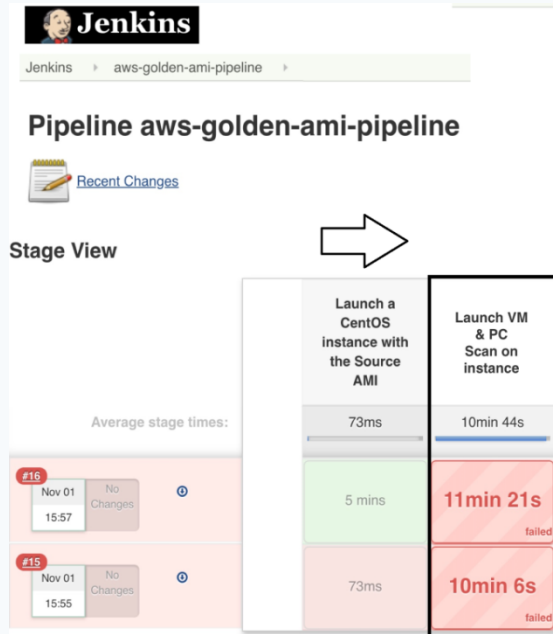 Jenkins
Jenkins
aws-golden-ami-pipeline
Pipeline aws-golden-ami-pipeline
Recent Changes
Stage View
Launch a
CentOS
instance with
the Source
AMI
Launch VM
& PC
Scan on
instance
Average stage times:
73ms
10min 44s
#16
Nov 01
15:57
No
Changes
5 mins
11min 21s
failed
#15
Nov 01
15:55
No
Changes
73ms
10min 6s
failed